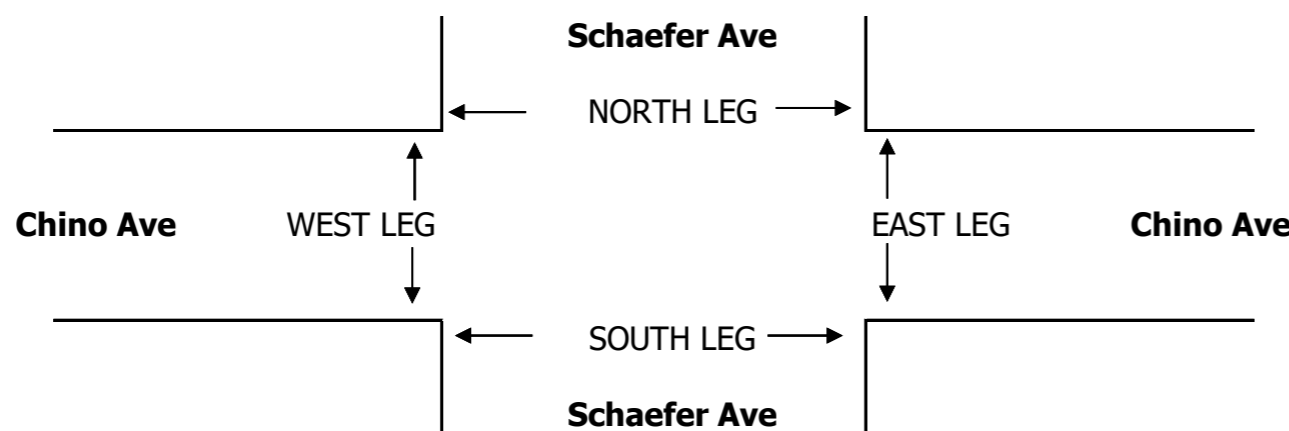 Schaefer Ave
NORTH LEG
Chino Ave WEST LEG EAST LEG Chino Ave
SOUTH LEG
Schaefer Ave